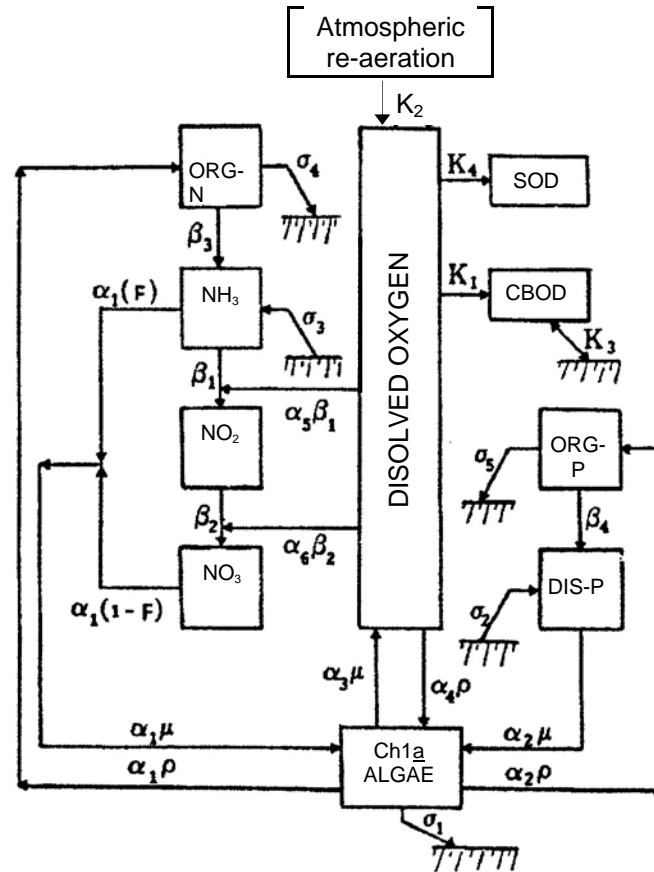 Atmospheric
re-aeration
K₂
ORG-
N
σ₄
K₄
SOD
β₃
α₁(F)
NH₃
σ₃
K₁
CBOD
K₃
β₁
α₅β₁
DISOLVED OXYGEN
NO₂
σ₅
ORG-
P
β₂
α₆β₂
β₄
NO₃
α₁(1-F)
σ₂
DIS-P
α₃μ
α₄ρ
α₁μ
α₂μ
Ch1a
ALGAE
α₁ρ
α₂ρ
σ₁